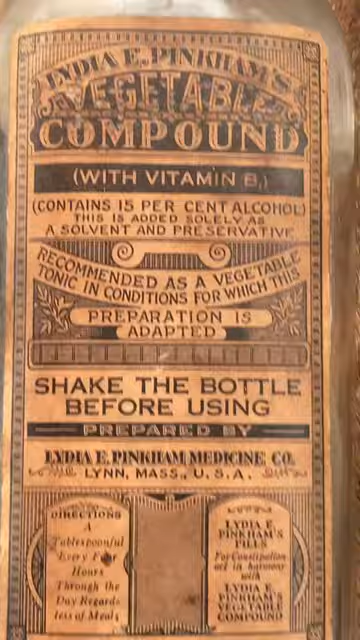 LYDIA E. PINKHAM'S
VEGETABLE
COMPOUND
(WITH VITAMIN B₁)
(CONTAINS 15 PER CENT ALCOHOL)
THIS IS ADDED SOLELY AS
A SOLVENT AND PRESERVATIVE
RECOMMENDED AS A VEGETABLE
TONIC IN CONDITIONS FOR WHICH THIS
PREPARATION IS
ADAPTED
SHAKE THE BOTTLE
BEFORE USING
PREPARED BY
LYDIA E. PINKHAM MEDICINE CO.
LYNN, MASS., U. S. A.
DIRECTIONS
A
Tablespoonful
Every Four
Hours
Through the
Day Regard-
less of Meals
LYDIA E.
PINKHAM'S
PILLS
For Constipation
act in harmony
with
LYDIA E.
PINKHAM'S
VEGETABLE
COMPOUND